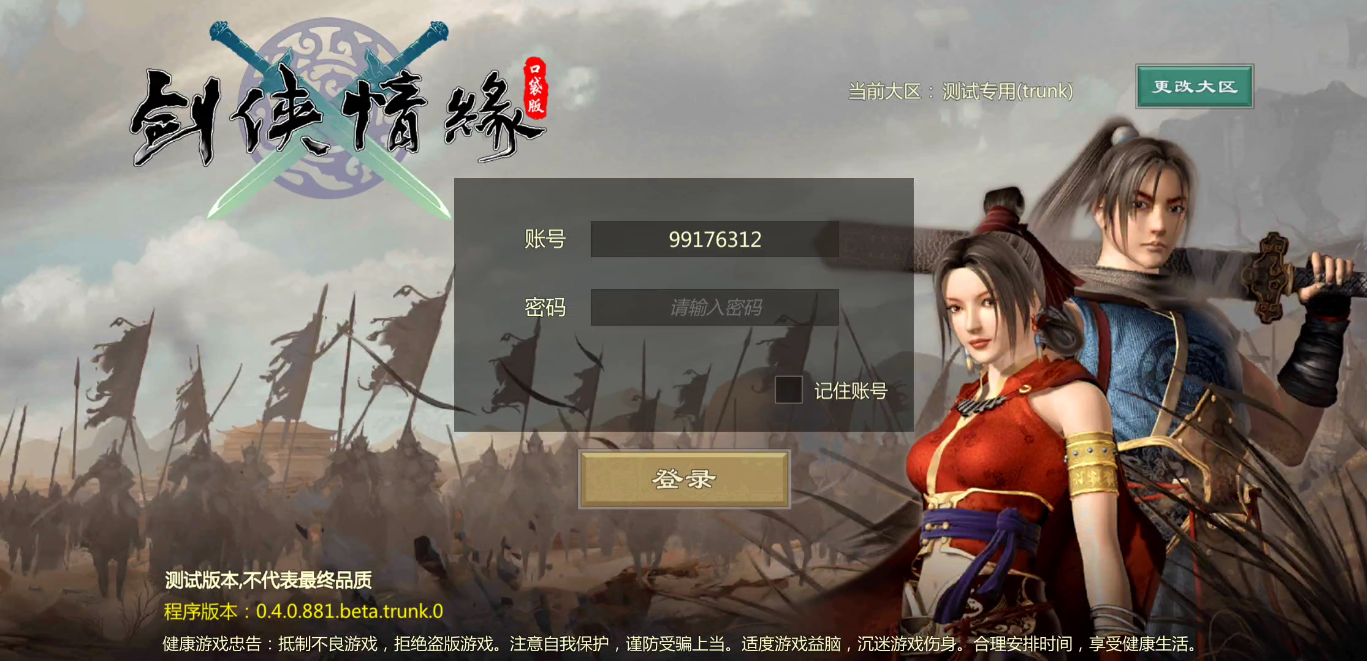 剑侠情缘
口袋版
当前大区：测试专用(trunk)
更改大区
账号 99176312
密码 请输入密码
记住账号
登录
测试版本,不代表最终品质
程序版本：0.4.0.881.beta.trunk.0
健康游戏忠告：抵制不良游戏，拒绝盗版游戏。注意自我保护，谨防受骗上当。适度游戏益脑，沉迷游戏伤身。合理安排时间，享受健康生活。